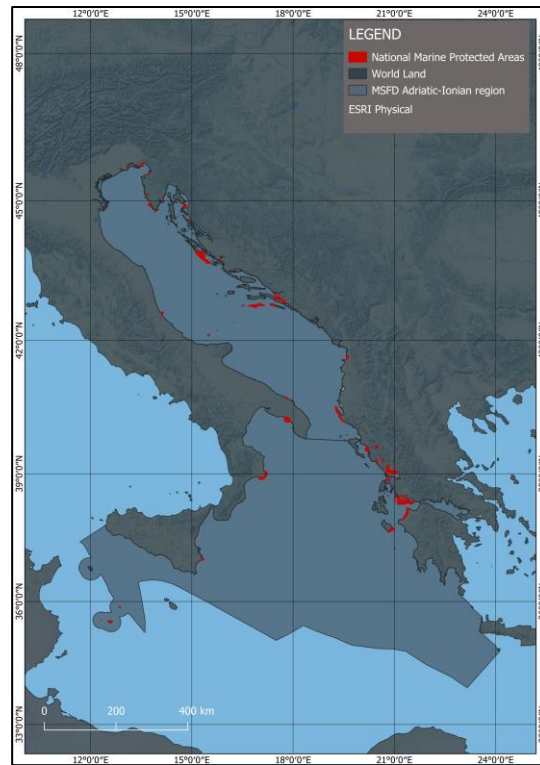 12°0'0"E
15°0'0"E
18°0'0"E
21°0'0"E
24°0'0"E
LEGEND
National Marine Protected Areas
World Land
MSFD Adriatic-Ionian region
ESRI Physical
48°0'0"N
45°0'0"N
42°0'0"N
39°0'0"N
36°0'0"N
33°0'0"N
0
200
400 km
12°0'0"E
15°0'0"E
18°0'0"E
21°0'0"E
24°0'0"E